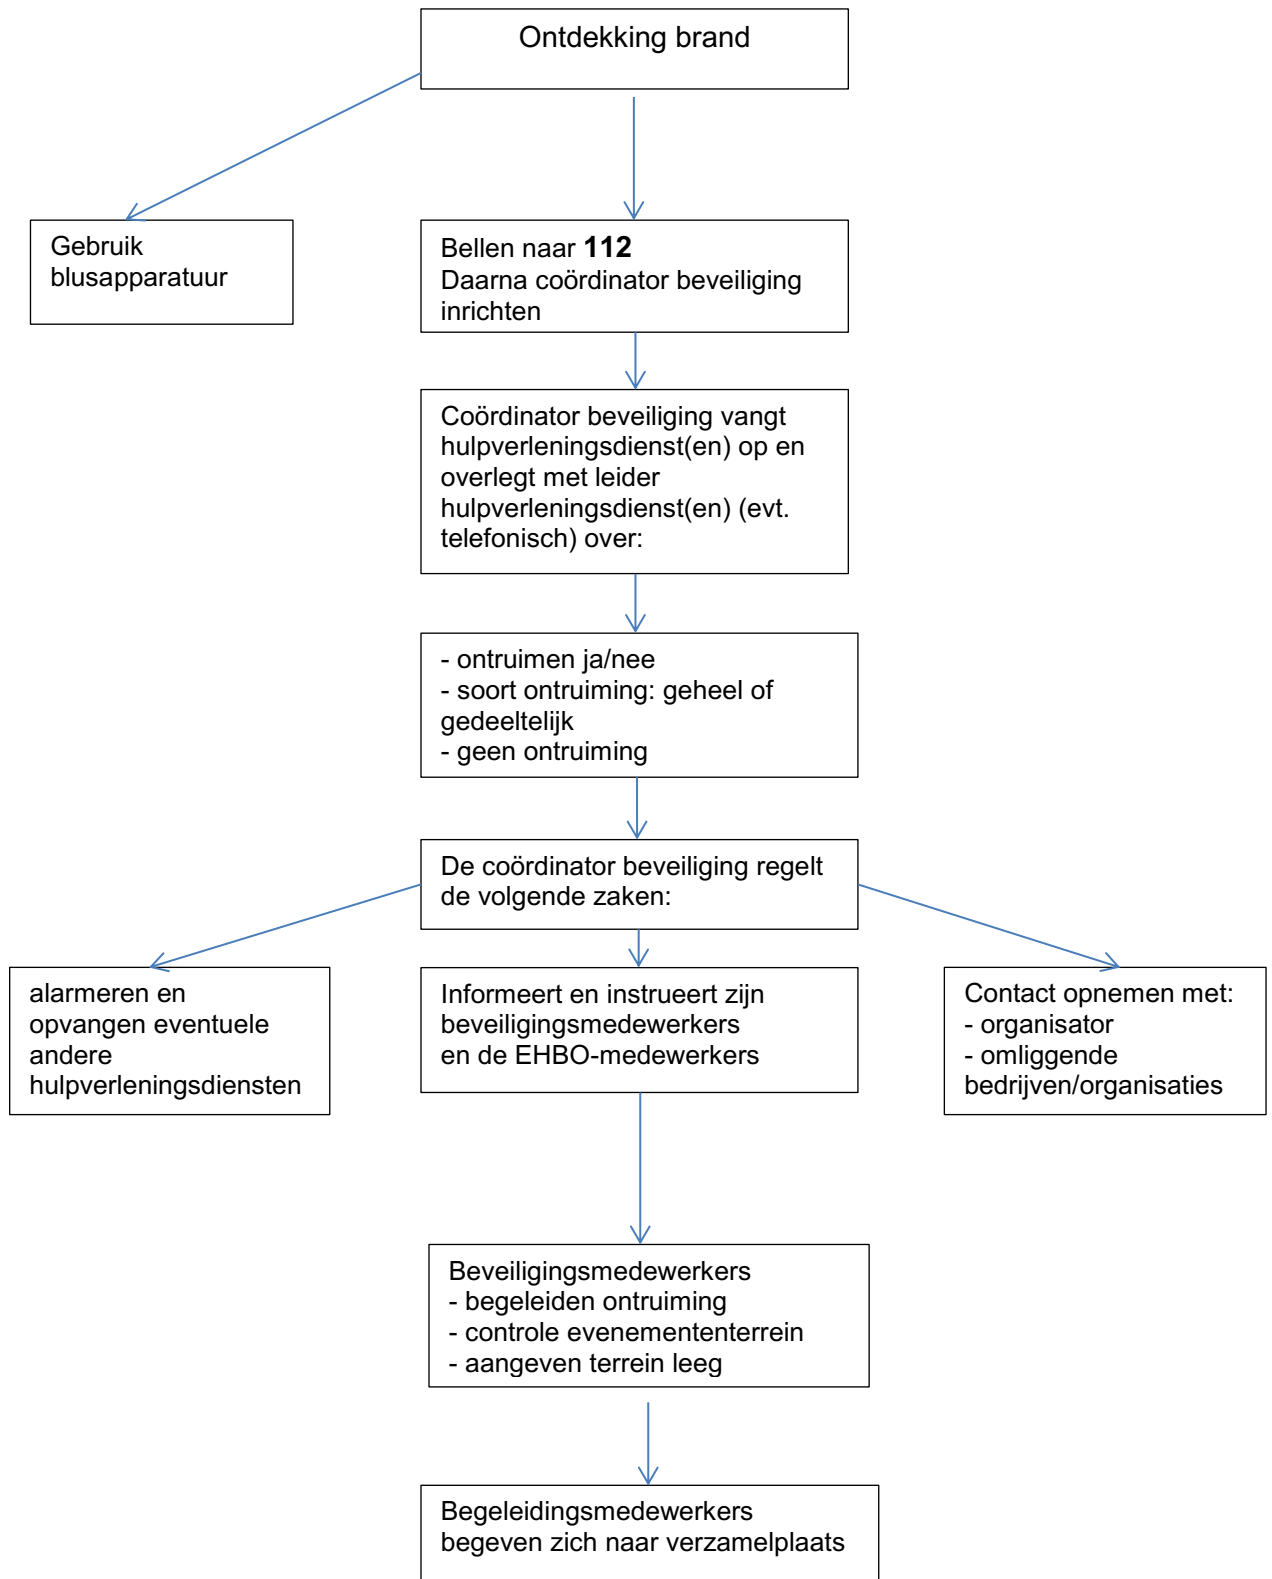 Ontdekking brand
Gebruik
blusapparatuur
Bellen naar 112
Daarna coördinator beveiliging
inrichten
Coördinator beveiliging vangt
hulpverleningsdienst(en) op en
overlegt met leider
hulpverleningsdienst(en) (evt.
telefonisch) over:
- ontruimen ja/nee
- soort ontruiming: geheel of
gedeeltelijk
- geen ontruiming
De coördinator beveiliging regelt
de volgende zaken:
alarmeren en
opvangen eventuele
andere
hulpverleningsdiensten
Informeert en instrueert zijn
beveiligingsmedewerkers
en de EHBO-medewerkers
Contact opnemen met:
- organisator
- omliggende
bedrijven/organisaties
Beveiligingsmedewerkers
- begeleiden ontruiming
- controle evenemententerrein
- aangeven terrein leeg
Begeleidingsmedewerkers
begeven zich naar verzamelplaats